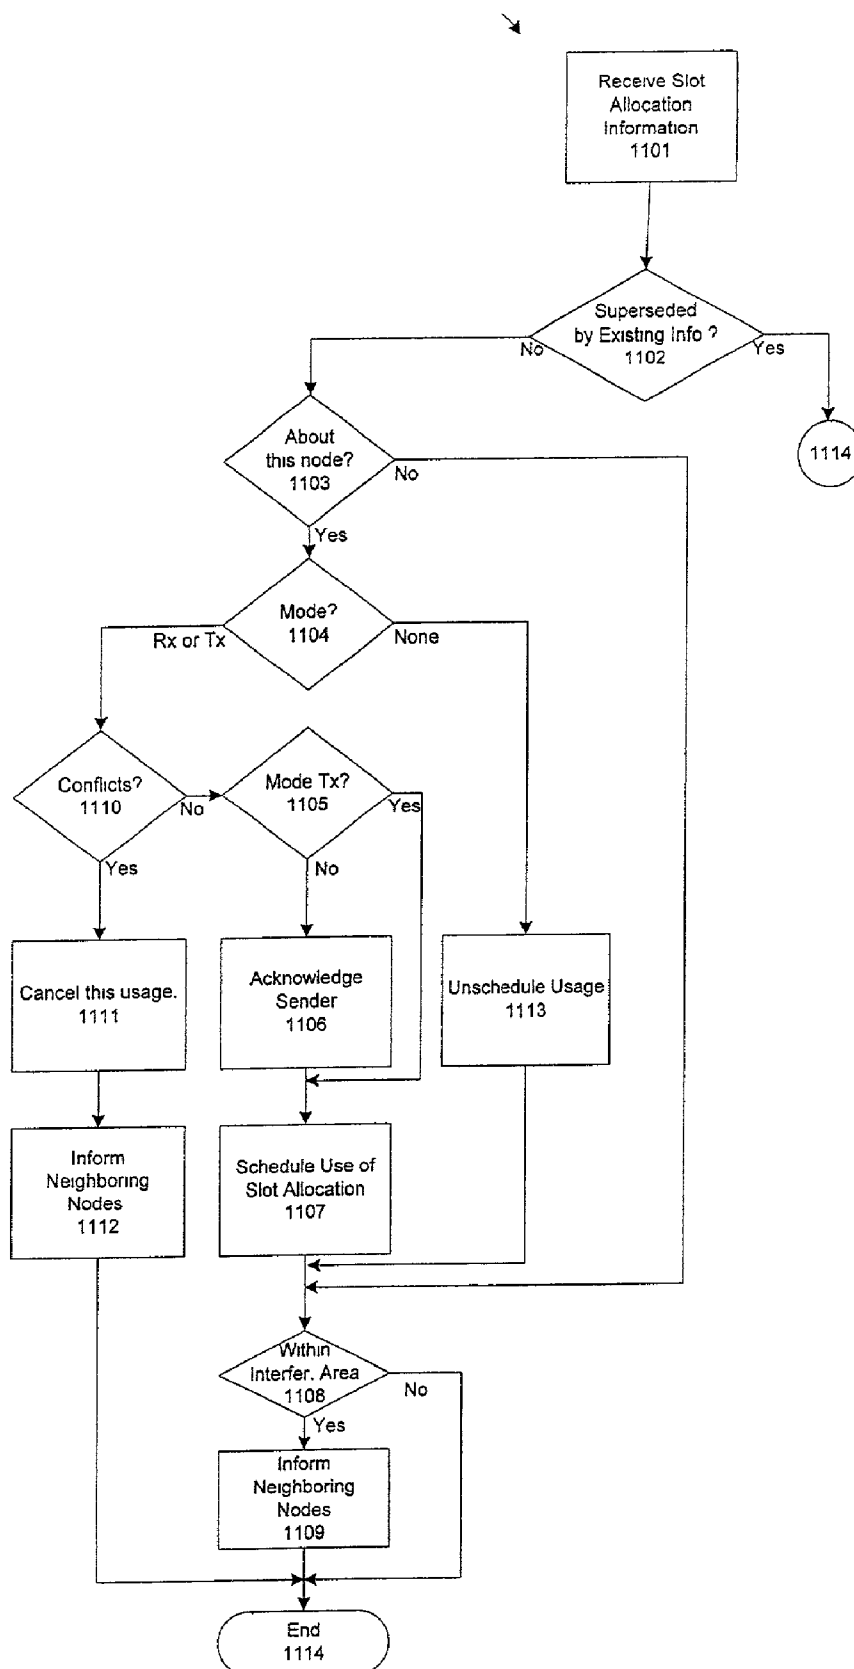 Receive Slot
Allocation
Information
1101
Superseded
by Existing Info ?
1102
No
Yes
1114
About
this node?
1103
No
Yes
Mode?
1104
Rx or Tx
None
Conflicts?
1110
No
Yes
Mode Tx?
1105
Yes
No
Cancel this usage.
1111
Acknowledge
Sender
1106
Unschedule Usage
1113
Inform
Neighboring
Nodes
1112
Schedule Use of
Slot Allocation
1107
Within
Interfer. Area
1108
No
Yes
Inform
Neighboring
Nodes
1109
End
1114